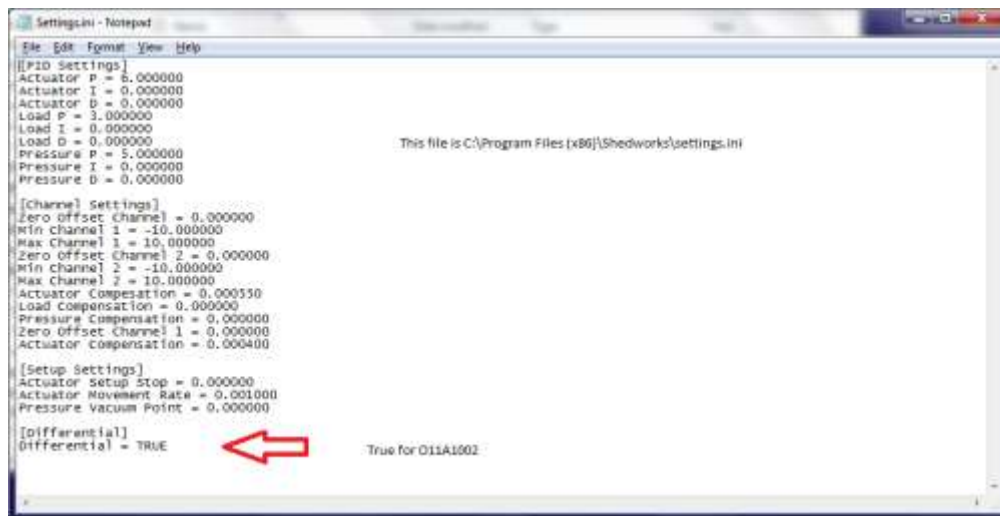 Settings.ini - Notepad
File Edit Format View Help
[PID Settings]
Actuator P = 6.000000
Actuator I = 0.000000
Actuator D = 0.000000
Load P = 3.000000
Load I = 0.000000
Load D = 0.000000
This file is C:\Program Files (x86)\Shedworks\settings.ini
Pressure P = 5.000000
Pressure I = 0.000000
Pressure D = 0.000000
[Channel Settings]
Zero Offset Channel = 0.000000
Min Channel 1 = -10.000000
Max Channel 1 = 10.000000
Zero Offset Channel 2 = 0.000000
Min Channel 2 = -10.000000
Max Channel 2 = 10.000000
Actuator Compesation = 0.000550
Load Compensation = 0.000000
Pressure Compensation = 0.000000
Zero Offset Channel 1 = 0.000000
Actuator Compensation = 0.000400
[Setup Settings]
Actuator Setup Stop = 0.000000
Actuator Movement Rate = 0.001000
Pressure Vacuum Point = 0.000000
[Differential]
Differential = TRUE
True for O11A1002